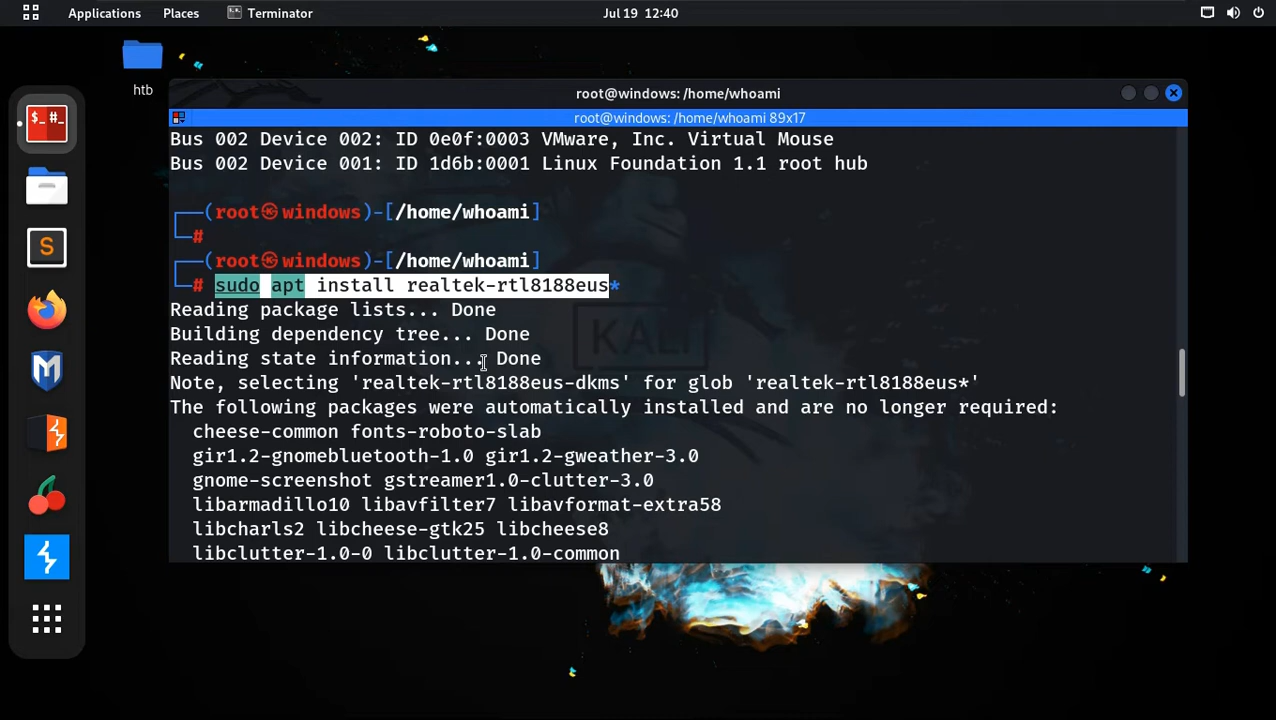 Applications Places Terminator Jul 19 12:40
htb
root@windows: /home/whoami
root@windows: /home/whoami 89x17
Bus 002 Device 002: ID 0e0f:0003 VMware, Inc. Virtual Mouse
Bus 002 Device 001: ID 1d6b:0001 Linux Foundation 1.1 root hub
┌──(root㉿windows)-[/home/whoami]
└─#
┌──(root㉿windows)-[/home/whoami]
└─# sudo apt install realtek-rtl8188eus*
Reading package lists... Done
Building dependency tree... Done
Reading state information... Done
Note, selecting 'realtek-rtl8188eus-dkms' for glob 'realtek-rtl8188eus*'
The following packages were automatically installed and are no longer required:
cheese-common fonts-roboto-slab
gir1.2-gnomebluetooth-1.0 gir1.2-gweather-3.0
gnome-screenshot gstreamer1.0-clutter-3.0
libarmadillo10 libavfilter7 libavformat-extra58
libcharls2 libcheese-gtk25 libcheese8
libclutter-1.0-0 libclutter-1.0-common
$_ #_
S
M
KALI